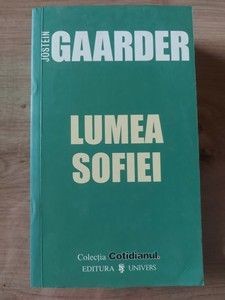 JOSTEIN
GAARDER
LUMEA
SOFIEI
Colecția Cotidianul.
EDITURA UNIVERS